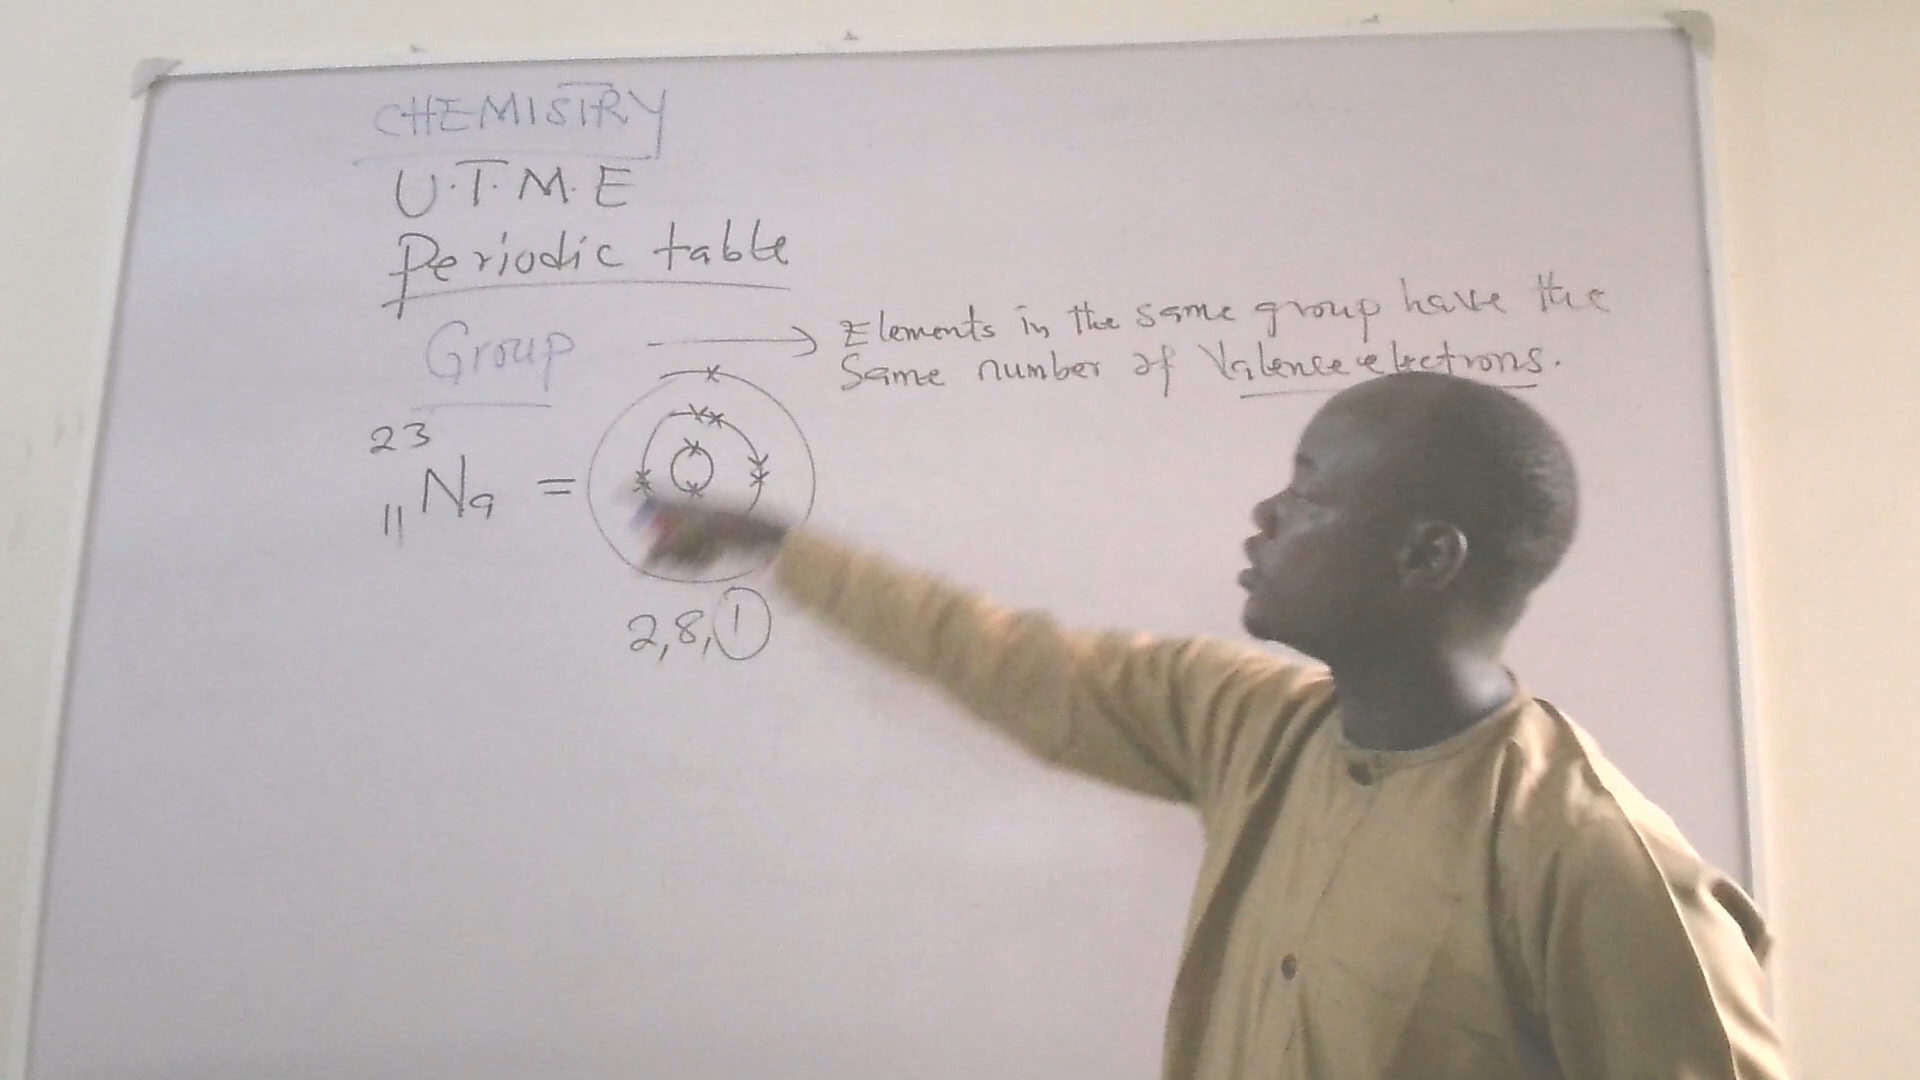 CHEMISTRY
U.T.M.E
Periodic table
Group → Elements in the same group have the
Same number of Valence electrons.
23
11 Na =
2,8,1